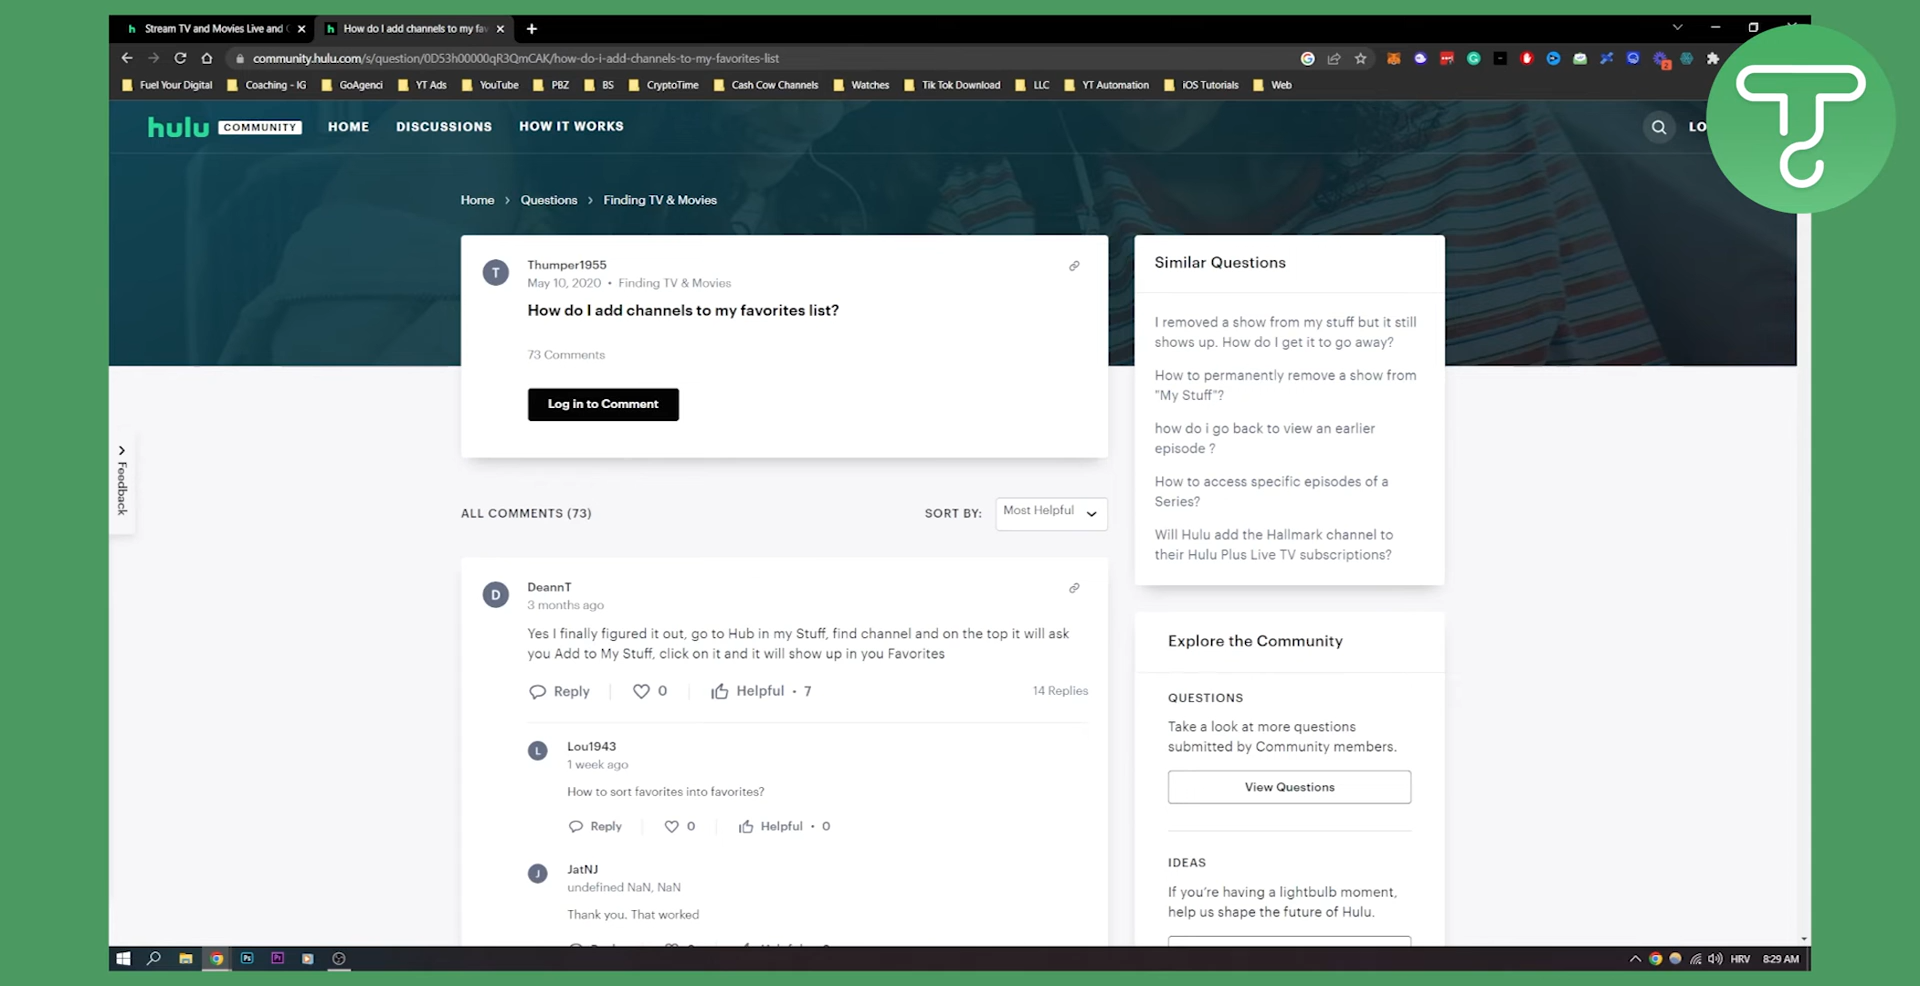 Stream TV and Movies Live and
How do I add channels to my fav
community.hulu.com/s/question/0D53h00000qR3QmCAK/how-do-i-add-channels-to-my-favorites-list
Fuel Your Digital
Coaching - IG
GoAgenci
YT Ads
YouTube
PBZ
BS
CryptoTime
Cash Cow Channels
Watches
Tik Tok Download
LLC
YT Automation
iOS Tutorials
Web
hulu COMMUNITY
HOME
DISCUSSIONS
HOW IT WORKS
LO
Home > Questions > Finding TV & Movies
T
Thumper1955
May 10, 2020 • Finding TV & Movies
How do I add channels to my favorites list?
73 Comments
Log in to Comment
Feedback
ALL COMMENTS (73)
SORT BY:
Most Helpful
D
DeannT
3 months ago
Yes I finally figured it out, go to Hub in my Stuff, find channel and on the top it will ask
you Add to My Stuff, click on it and it will show up in you Favorites
Reply
0
Helpful • 7
14 Replies
L
Lou1943
1 week ago
How to sort favorites into favorites?
Reply
0
Helpful • 0
J
JatNJ
undefined NaN, NaN
Thank you. That worked
Similar Questions
I removed a show from my stuff but it still
shows up. How do I get it to go away?
How to permanently remove a show from
"My Stuff"?
how do i go back to view an earlier
episode ?
How to access specific episodes of a
Series?
Will Hulu add the Hallmark channel to
their Hulu Plus Live TV subscriptions?
Explore the Community
QUESTIONS
Take a look at more questions
submitted by Community members.
View Questions
IDEAS
If you're having a lightbulb moment,
help us shape the future of Hulu.
Ps
Pr
HRV
8:29 AM